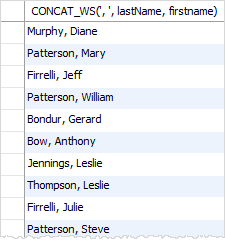 CONCAT_WS(', ', lastName, firstname)
Murphy, Diane
Patterson, Mary
Firrelli, Jeff
Patterson, William
Bondur, Gerard
Bow, Anthony
Jennings, Leslie
Thompson, Leslie
Firrelli, Julie
Patterson, Steve